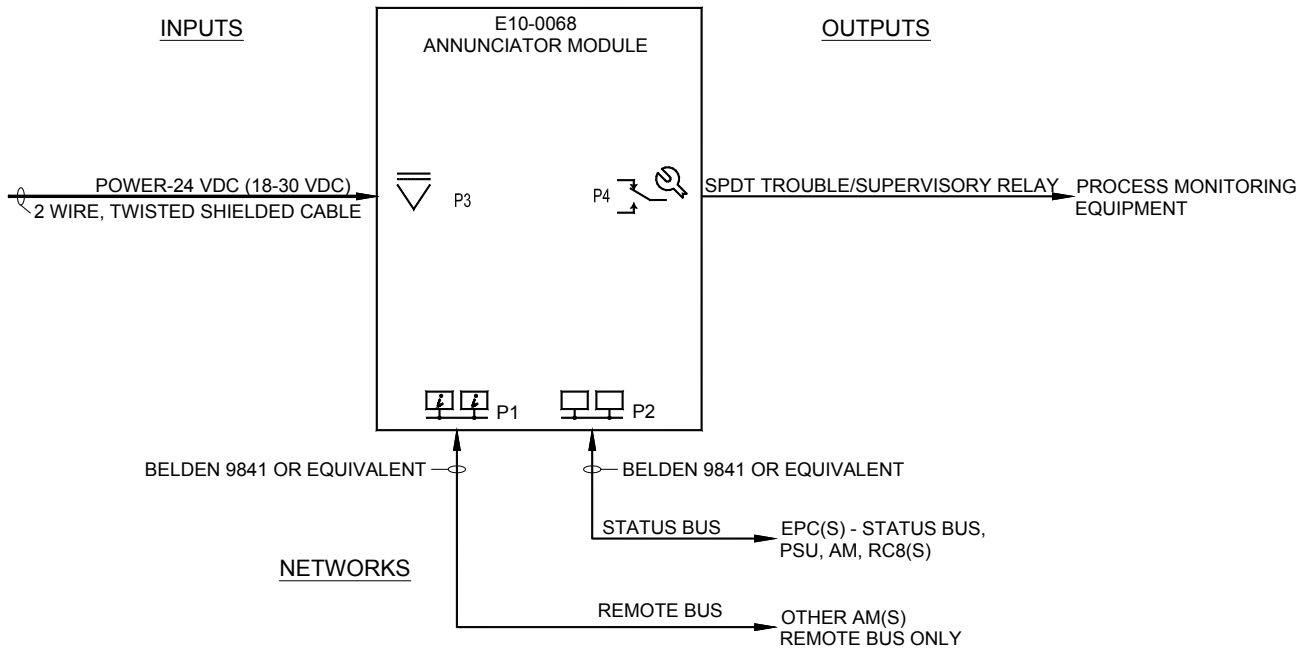 INPUTS
E10-0068
ANNUNCIATOR MODULE
OUTPUTS
POWER-24 VDC (18-30 VDC)
2 WIRE, TWISTED SHIELDED CABLE
P3
P4
SPDT TROUBLE/SUPERVISORY RELAY
PROCESS MONITORING
EQUIPMENT
i i
P1
P2
BELDEN 9841 OR EQUIVALENT
BELDEN 9841 OR EQUIVALENT
STATUS BUS
EPC(S) - STATUS BUS,
PSU, AM, RC8(S)
NETWORKS
REMOTE BUS
OTHER AM(S)
REMOTE BUS ONLY